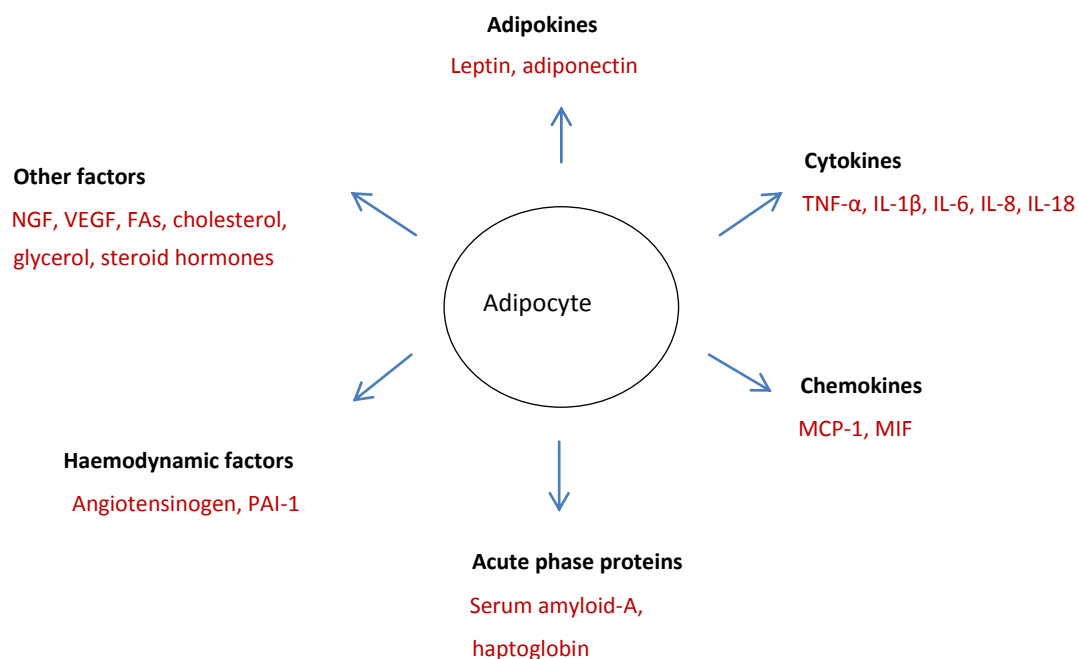 Adipokines
Leptin, adiponectin
Cytokines
TNF-α, IL-1β, IL-6, IL-8, IL-18
Other factors
NGF, VEGF, FAs, cholesterol,
glycerol, steroid hormones
Adipocyte
Chemokines
MCP-1, MIF
Haemodynamic factors
Angiotensinogen, PAI-1
Acute phase proteins
Serum amyloid-A,
haptoglobin